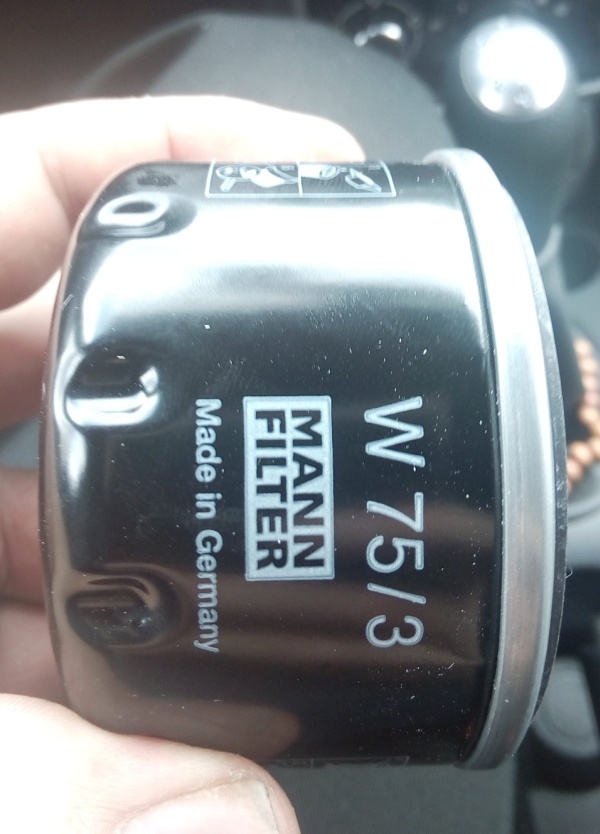 W 75/3
MANN
FILTER
Made in Germany